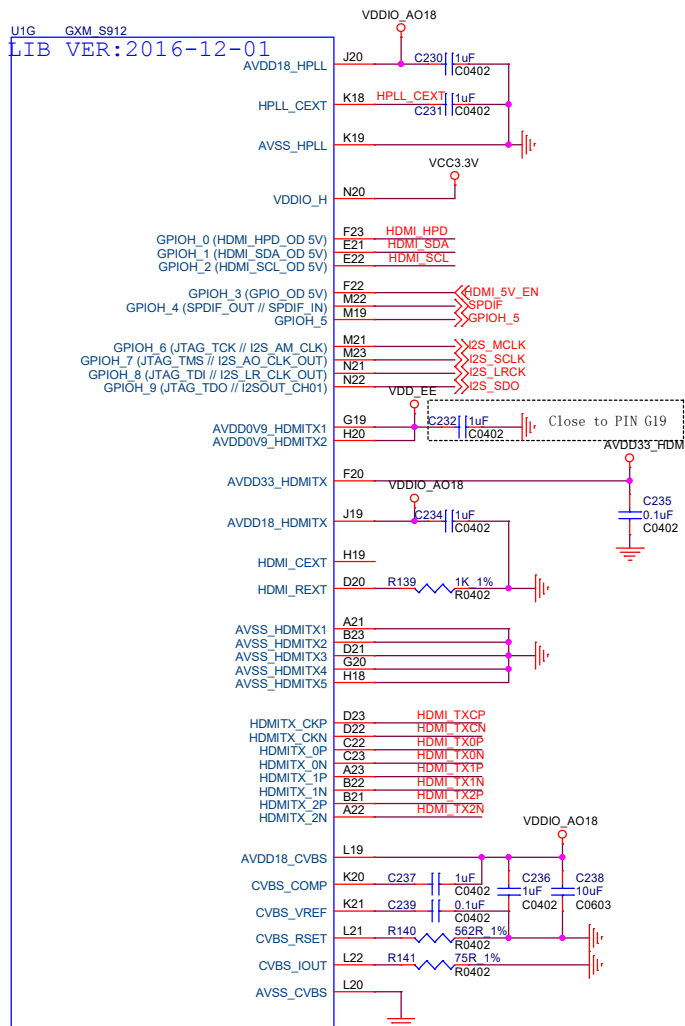 VDDIO_AO18
U1G GXM_S912
LIB VER:2016-12-01
AVDD18_HPLL J20 C230 1uF C0402
HPLL_CEXT K18 HPLL_CEXT C231 1uF C0402
AVSS_HPLL K19
VCC3.3V
VDDIO_H N20
GPIOH_0 (HDMI_HPD_OD 5V) F23 HDMI_HPD
GPIOH_1 (HDMI_SDA_OD 5V) E21 HDMI_SDA
GPIOH_2 (HDMI_SCL_OD 5V) E22 HDMI_SCL
GPIOH_3 (GPIO_OD 5V) F22 HDMI_5V_EN
GPIOH_4 (SPDIF_OUT // SPDIF_IN) M22 SPDIF
GPIOH_5 M19 GPIOH_5
GPIOH_6 (JTAG_TCK // I2S_AM_CLK) M21 I2S_MCLK
GPIOH_7 (JTAG_TMS // I2S_AO_CLK_OUT) M23 I2S_SCLK
GPIOH_8 (JTAG_TDI // I2S_LR_CLK_OUT) N21 I2S_LRCK
GPIOH_9 (JTAG_TDO // I2SOUT_CH01) N22 I2S_SDO
VDD_EE
AVDD0V9_HDMITX1 G19 C232 1uF C0402 Close to PIN G19
AVDD0V9_HDMITX2 H20
AVDD33_HDM
AVDD33_HDMITX F20
VDDIO_AO18
C235
0.1uF
C0402
AVDD18_HDMITX J19 C234 1uF C0402
HDMI_CEXT H19
HDMI_REXT D20 R139 1K_1% R0402
AVSS_HDMITX1 A21
AVSS_HDMITX2 B23
AVSS_HDMITX3 D21
AVSS_HDMITX4 G20
AVSS_HDMITX5 H18
HDMITX_CKP D23 HDMI_TXCP
HDMITX_CKN D22 HDMI_TXCN
HDMITX_0P C22 HDMI_TX0P
HDMITX_0N C23 HDMI_TX0N
HDMITX_1P A23 HDMI_TX1P
HDMITX_1N B22 HDMI_TX1N
HDMITX_2P B21 HDMI_TX2P
HDMITX_2N A22 HDMI_TX2N
VDDIO_AO18
AVDD18_CVBS L19
CVBS_COMP K20 C237 1uF C0402
C236
1uF
C0402
C238
10uF
C0603
CVBS_VREF K21 C239 0.1uF C0402
CVBS_RSET L21 R140 562R_1% R0402
CVBS_IOUT L22 R141 75R_1% R0402
AVSS_CVBS L20